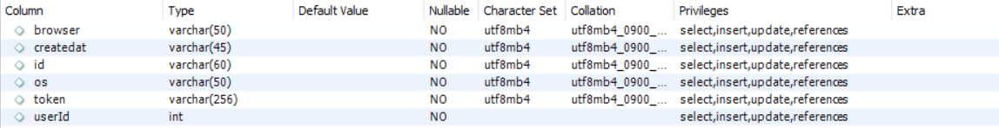 Column Type Default Value Nullable Character Set Collation Privileges Extra
browser varchar(50) NO utf8mb4 utf8mb4_0900_... select,insert,update,references
createdat varchar(45) NO utf8mb4 utf8mb4_0900_... select,insert,update,references
id varchar(60) NO utf8mb4 utf8mb4_0900_... select,insert,update,references
os varchar(50) NO utf8mb4 utf8mb4_0900_... select,insert,update,references
token varchar(256) NO utf8mb4 utf8mb4_0900_... select,insert,update,references
userId int NO select,insert,update,references